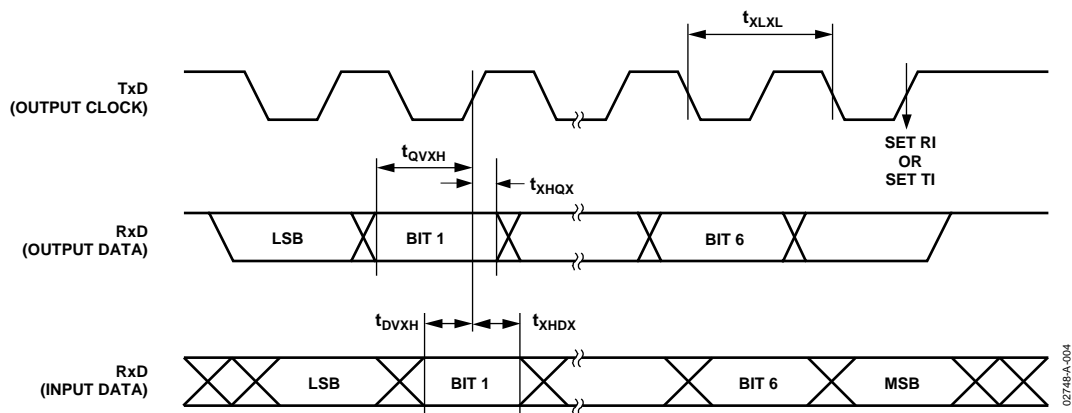 tXLXL
TxD
(OUTPUT CLOCK)
SET RI
OR
SET TI
tQVXH
tXHQX
RxD
(OUTPUT DATA)
LSB
BIT 1
BIT 6
tDVXH
tXHDX
RxD
(INPUT DATA)
LSB
BIT 1
BIT 6
MSB
02748-A-004